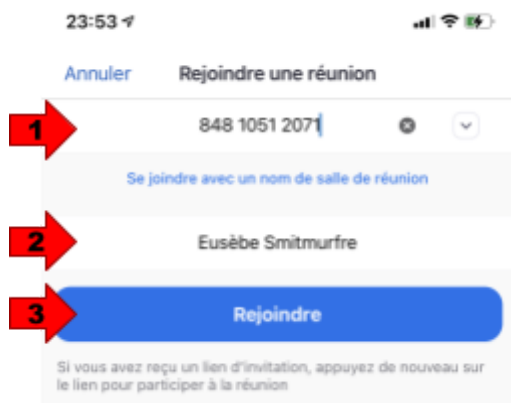 23:53
Annuler Rejoindre une réunion
1 848 1051 2071
Se joindre avec un nom de salle de réunion
2 Eusèbe Smitmurfre
3 Rejoindre
Si vous avez reçu un lien d'invitation, appuyez de nouveau sur
le lien pour participer à la réunion